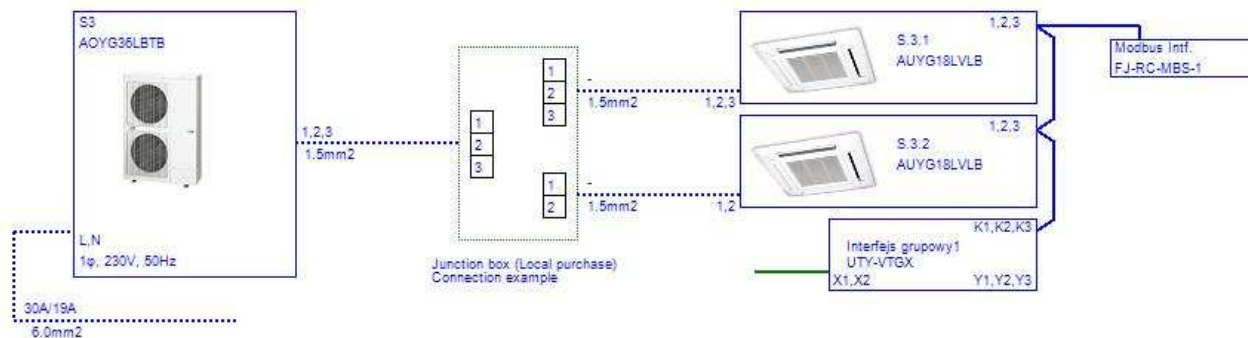 S3
AOYG36LBTB
L,N
1φ, 230V, 50Hz
30A/19A
6.0mm2
1,2,3
1.5mm2
1
2
3
1
2
3
1
2
Junction box (Local purchase)
Connection example
-
1.5mm2
1,2,3
-
1.5mm2
1,2
1,2,3
S.3.1
AUYG18LVLB
1,2,3
S.3.2
AUYG18LVLB
Modbus Intf.
FJ-RC-MBS-1
K1,K2,K3
Interfejs grupowy1
UTY-VTGX
X1,X2
Y1,Y2,Y3